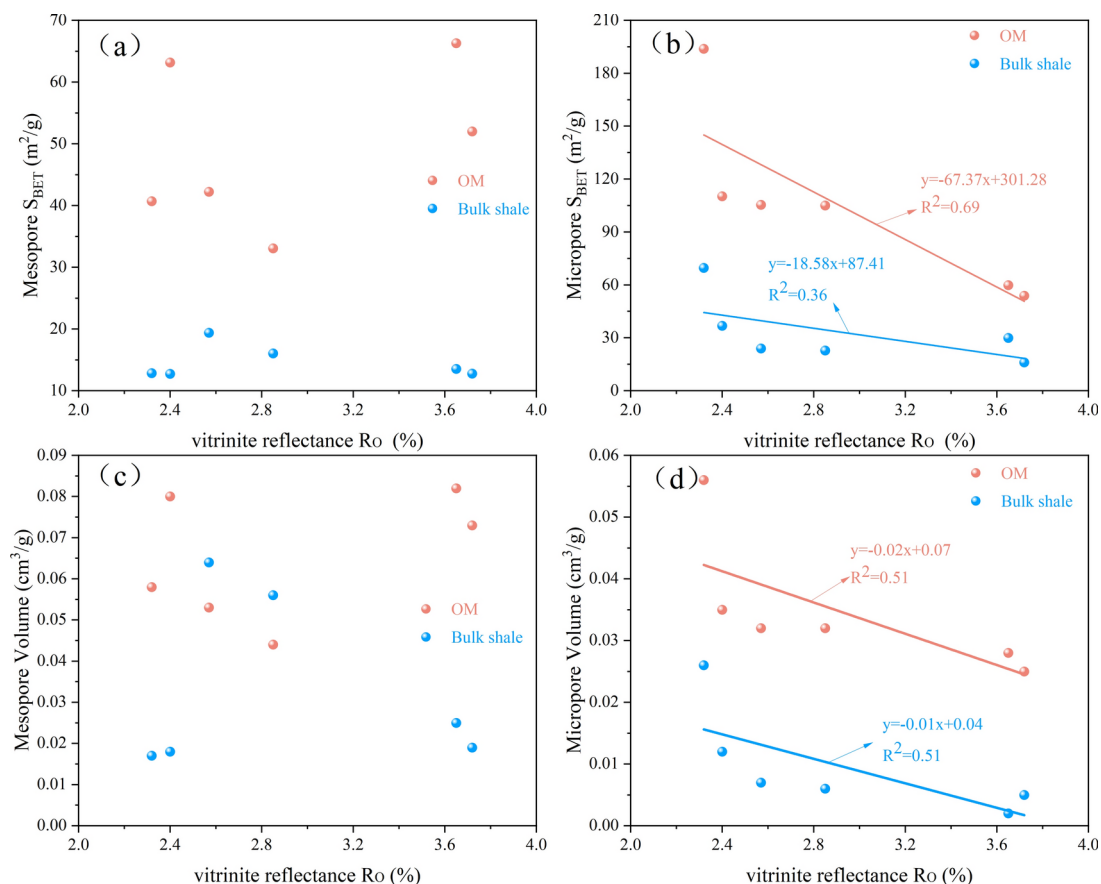 70
60
50
40
30
20
10
Mesopore S_BET (m²/g)
（a）
OM
Bulk shale
2.0 2.4 2.8 3.2 3.6 4.0
vitrinite reflectance Ro (%)
210
180
150
120
90
60
30
0
Micropore S_BET (m²/g)
（b）
OM
Bulk shale
y=-67.37x+301.28
R²=0.69
y=-18.58x+87.41
R²=0.36
2.0 2.4 2.8 3.2 3.6 4.0
vitrinite reflectance Ro (%)
0.09
0.08
0.07
0.06
0.05
0.04
0.03
0.02
0.01
0.00
Mesopore Volume (cm³/g)
（c）
OM
Bulk shale
2.0 2.4 2.8 3.2 3.6 4.0
vitrinite reflectance Ro (%)
0.06
0.05
0.04
0.03
0.02
0.01
0.00
Micropore Volume (cm³/g)
（d）
OM
Bulk shale
y=-0.02x+0.07
R²=0.51
y=-0.01x+0.04
R²=0.51
2.0 2.4 2.8 3.2 3.6 4.0
vitrinite reflectance Ro (%)